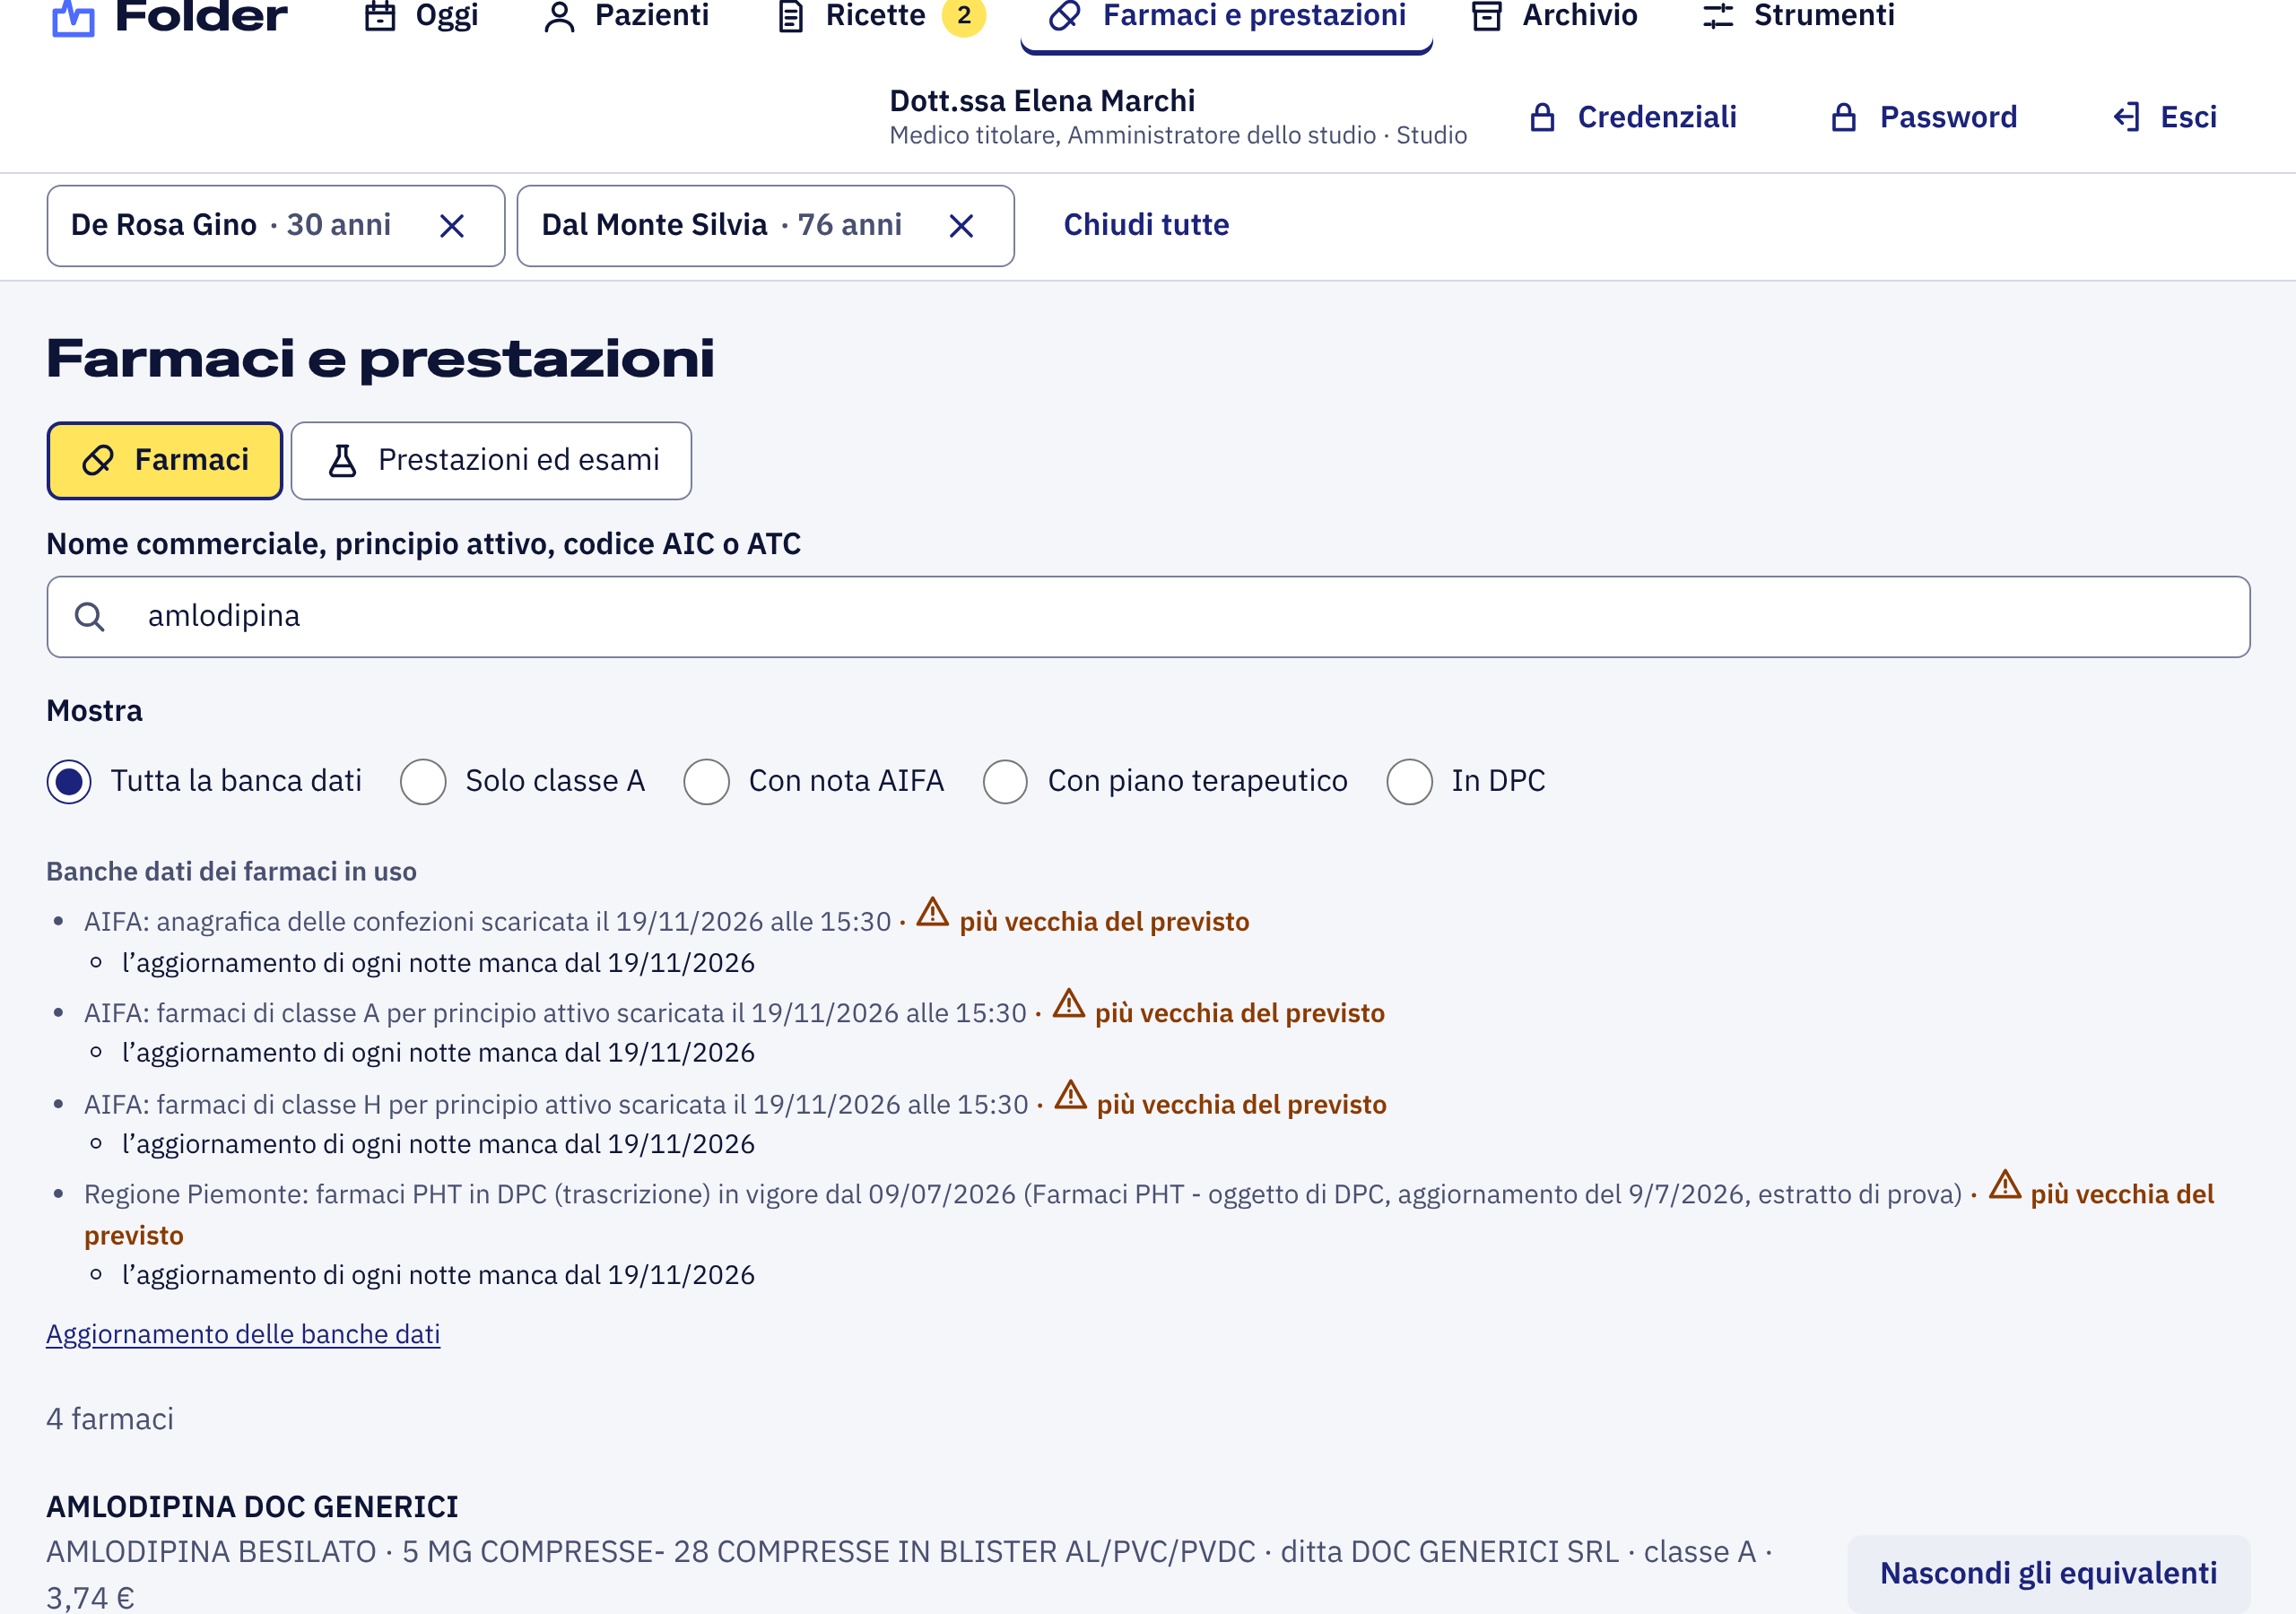 Folder
Oggi
Pazienti
Ricette 2
Farmaci e prestazioni
Archivio
Strumenti
Dott.ssa Elena Marchi
Medico titolare, Amministratore dello studio · Studio
Credenziali
Password
Esci
De Rosa Gino · 30 anni
Dal Monte Silvia · 76 anni
Chiudi tutte
Farmaci e prestazioni
Farmaci
Prestazioni ed esami
Nome commerciale, principio attivo, codice AIC o ATC
amlodipina
Mostra
Tutta la banca dati
Solo classe A
Con nota AIFA
Con piano terapeutico
In DPC
Banche dati dei farmaci in uso
• AIFA: anagrafica delle confezioni scaricata il 19/11/2026 alle 15:30 · più vecchia del previsto
l’aggiornamento di ogni notte manca dal 19/11/2026
• AIFA: farmaci di classe A per principio attivo scaricata il 19/11/2026 alle 15:30 · più vecchia del previsto
l’aggiornamento di ogni notte manca dal 19/11/2026
• AIFA: farmaci di classe H per principio attivo scaricata il 19/11/2026 alle 15:30 · più vecchia del previsto
l’aggiornamento di ogni notte manca dal 19/11/2026
• Regione Piemonte: farmaci PHT in DPC (trascrizione) in vigore dal 09/07/2026 (Farmaci PHT - oggetto di DPC, aggiornamento del 9/7/2026, estratto di prova) · più vecchia del
previsto
l’aggiornamento di ogni notte manca dal 19/11/2026
Aggiornamento delle banche dati
4 farmaci
AMLODIPINA DOC GENERICI
AMLODIPINA BESILATO · 5 MG COMPRESSE- 28 COMPRESSE IN BLISTER AL/PVC/PVDC · ditta DOC GENERICI SRL · classe A ·
3,74 €
Nascondi gli equivalenti